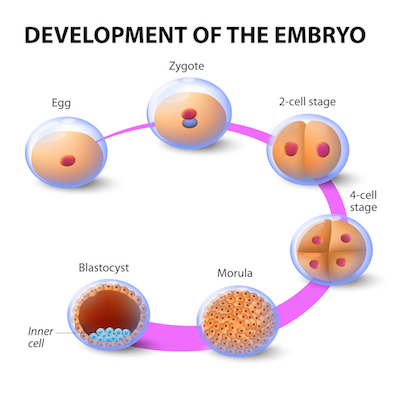 DEVELOPMENT OF THE EMBRYO
Zygote
Egg
2-cell stage
4-cell
stage
Blastocyst
Morula
Inner
cell